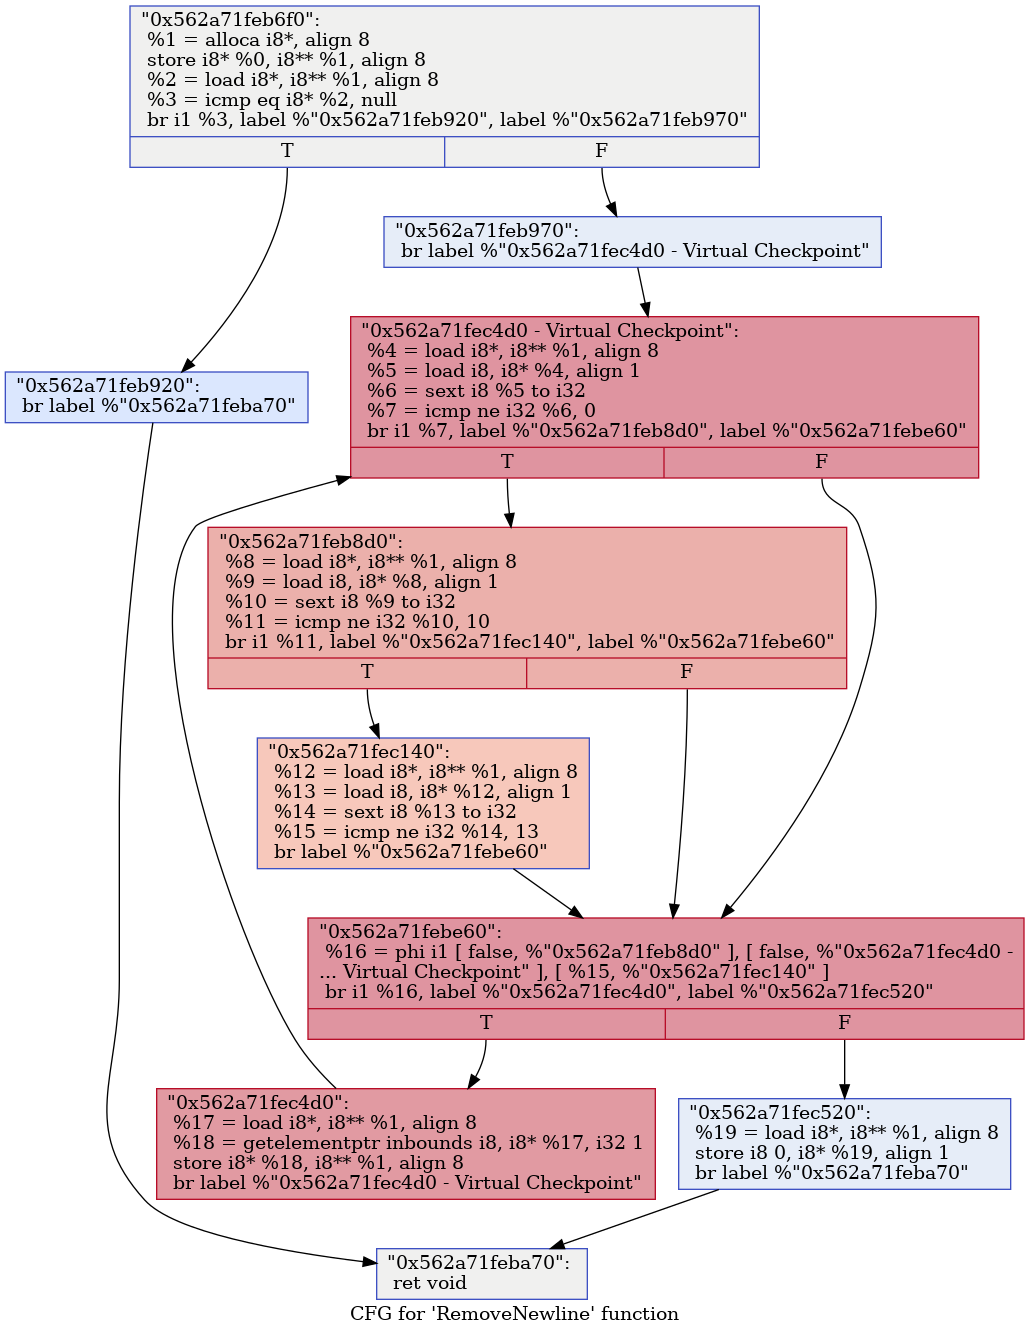 "0x562a71feb6f0":
%1 = alloca i8*, align 8
store i8* %0, i8** %1, align 8
%2 = load i8*, i8** %1, align 8
%3 = icmp eq i8* %2, null
br i1 %3, label %"0x562a71feb920", label %"0x562a71feb970"
T
F
"0x562a71feb970":
br label %"0x562a71fec4d0 - Virtual Checkpoint"
"0x562a71fec4d0 - Virtual Checkpoint":
%4 = load i8*, i8** %1, align 8
%5 = load i8, i8* %4, align 1
%6 = sext i8 %5 to i32
%7 = icmp ne i32 %6, 0
br i1 %7, label %"0x562a71feb8d0", label %"0x562a71febe60"
T
F
"0x562a71feb920":
br label %"0x562a71feba70"
"0x562a71feb8d0":
%8 = load i8*, i8** %1, align 8
%9 = load i8, i8* %8, align 1
%10 = sext i8 %9 to i32
%11 = icmp ne i32 %10, 10
br i1 %11, label %"0x562a71fec140", label %"0x562a71febe60"
T
F
"0x562a71fec140":
%12 = load i8*, i8** %1, align 8
%13 = load i8, i8* %12, align 1
%14 = sext i8 %13 to i32
%15 = icmp ne i32 %14, 13
br label %"0x562a71febe60"
"0x562a71febe60":
%16 = phi i1 [ false, %"0x562a71feb8d0" ], [ false, %"0x562a71fec4d0 -
... Virtual Checkpoint" ], [ %15, %"0x562a71fec140" ]
br i1 %16, label %"0x562a71fec4d0", label %"0x562a71fec520"
T
F
"0x562a71fec4d0":
%17 = load i8*, i8** %1, align 8
%18 = getelementptr inbounds i8, i8* %17, i32 1
store i8* %18, i8** %1, align 8
br label %"0x562a71fec4d0 - Virtual Checkpoint"
"0x562a71fec520":
%19 = load i8*, i8** %1, align 8
store i8 0, i8* %19, align 1
br label %"0x562a71feba70"
"0x562a71feba70":
ret void
CFG for 'RemoveNewline' function